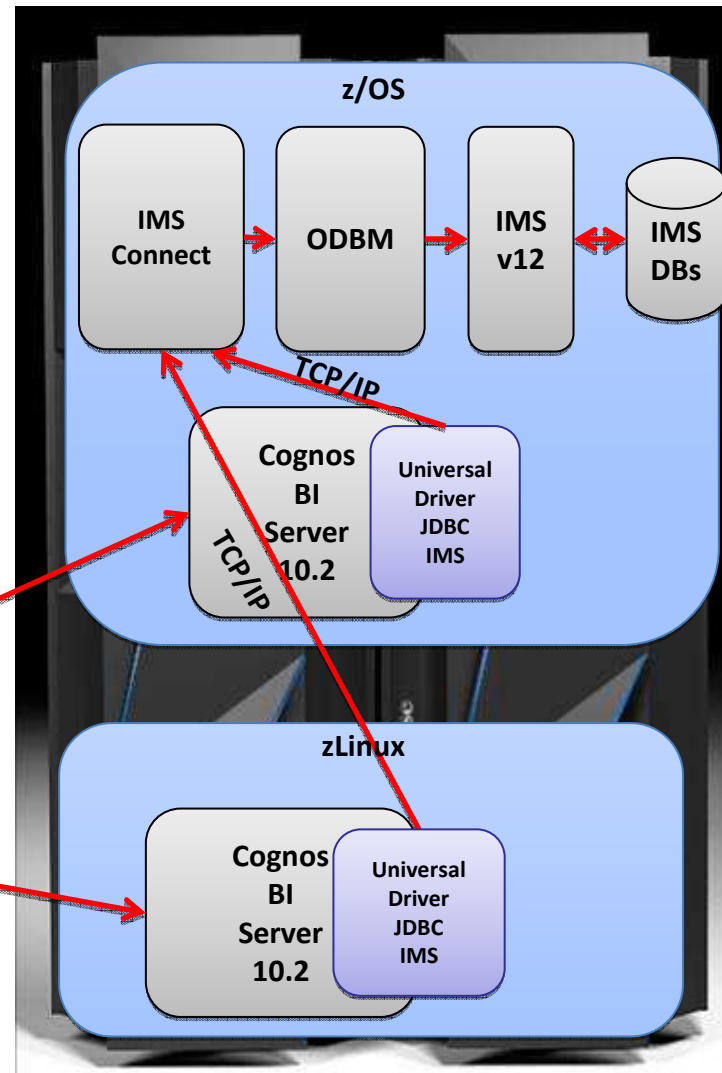 z/OS
IMS
Connect
ODBM
IMS
v12
IMS
DBs
TCP/IP
Cognos
BI
Server
10.2
Universal
Driver
JDBC
IMS
TCP/IP
zLinux
Cognos
BI
Server
10.2
Universal
Driver
JDBC
IMS